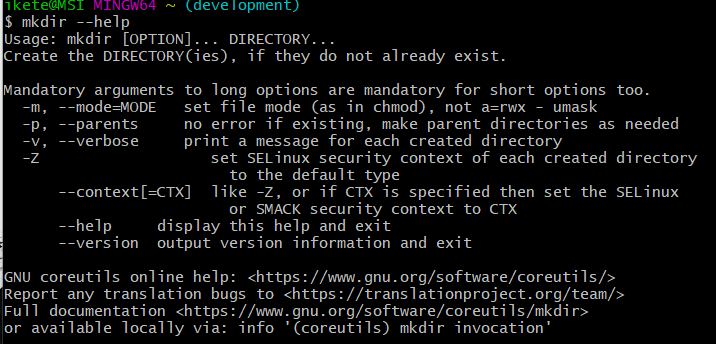 ikete@MSI MINGW64 ~ (development)
$ mkdir --help
Usage: mkdir [OPTION]... DIRECTORY...
Create the DIRECTORY(ies), if they do not already exist.
Mandatory arguments to long options are mandatory for short options too.
-m, --mode=MODE set file mode (as in chmod), not a=rwx - umask
-p, --parents no error if existing, make parent directories as needed
-v, --verbose print a message for each created directory
-Z set SELinux security context of each created directory
to the default type
--context[=CTX] like -Z, or if CTX is specified then set the SELinux
or SMACK security context to CTX
--help display this help and exit
--version output version information and exit
GNU coreutils online help: <https://www.gnu.org/software/coreutils/>
Report any translation bugs to <https://translationproject.org/team/>
Full documentation <https://www.gnu.org/software/coreutils/mkdir>
or available locally via: info '(coreutils) mkdir invocation'